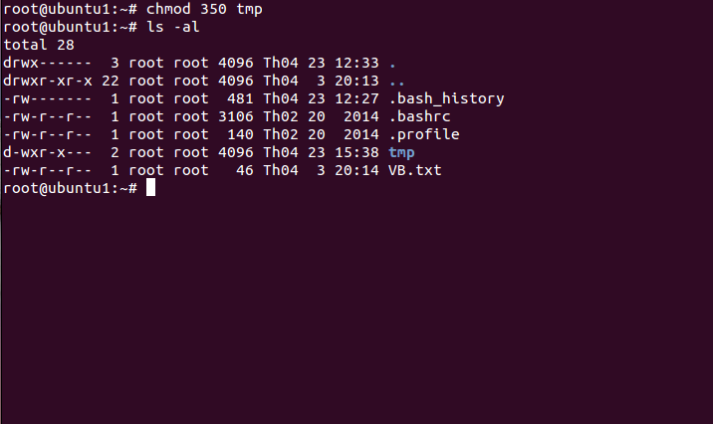 root@ubuntu1:~# chmod 350 tmp
root@ubuntu1:~# ls -al
total 28
drwx------  3 root root 4096 Th04 23 12:33 .
drwxr-xr-x 22 root root 4096 Th04  3 20:13 ..
-rw-------  1 root root  481 Th04 23 12:27 .bash_history
-rw-r--r--  1 root root 3106 Th02 20  2014 .bashrc
-rw-r--r--  1 root root  140 Th02 20  2014 .profile
d-wxr-x---  2 root root 4096 Th04 23 15:38 tmp
-rw-r--r--  1 root root   46 Th04  3 20:14 VB.txt
root@ubuntu1:~#